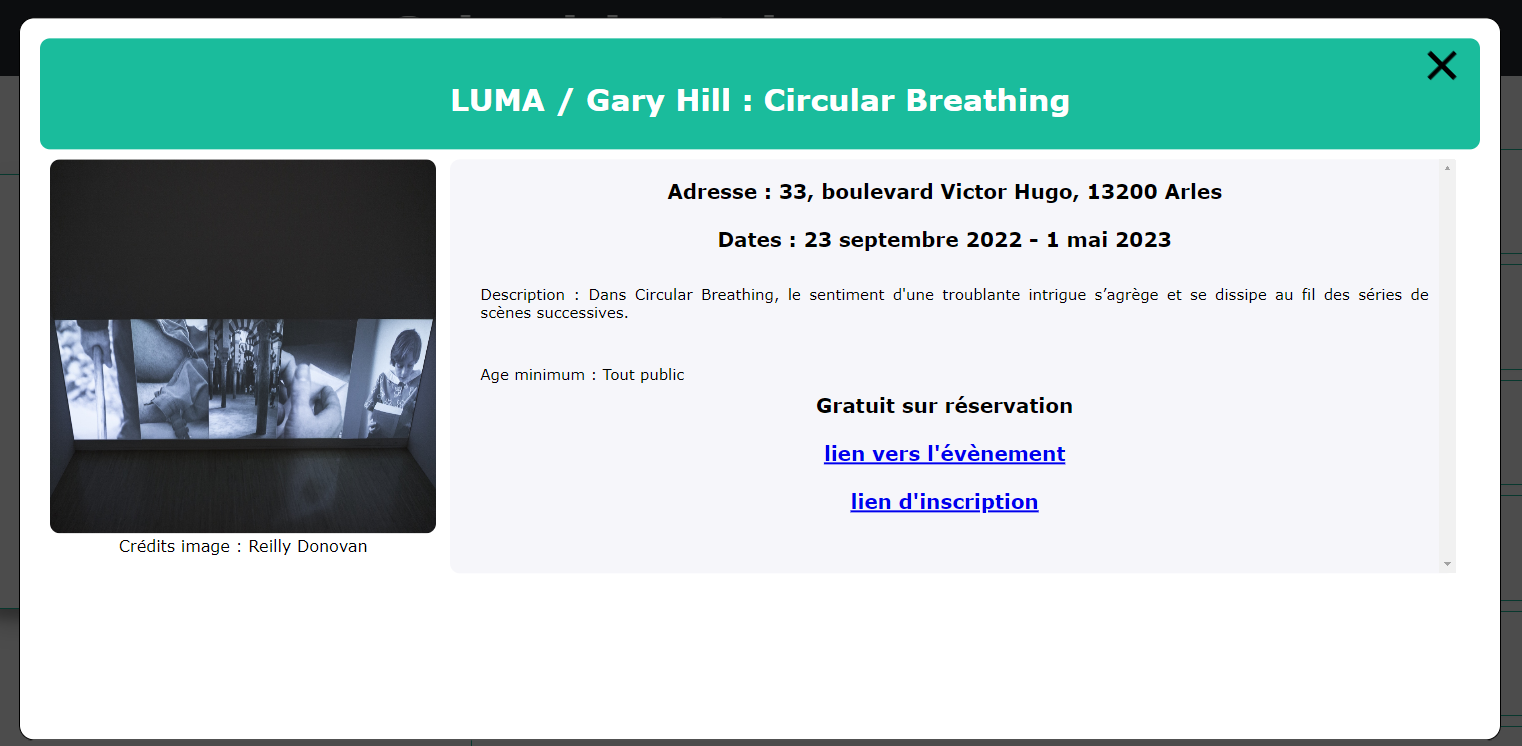 LUMA / Gary Hill : Circular Breathing
Adresse : 33, boulevard Victor Hugo, 13200 Arles
Dates : 23 septembre 2022 - 1 mai 2023
Description : Dans Circular Breathing, le sentiment d'une troublante intrigue s’agrège et se dissipe au fil des séries de
scènes successives.
Age minimum : Tout public
Gratuit sur réservation
lien vers l'évènement
lien d'inscription
Crédits image : Reilly Donovan